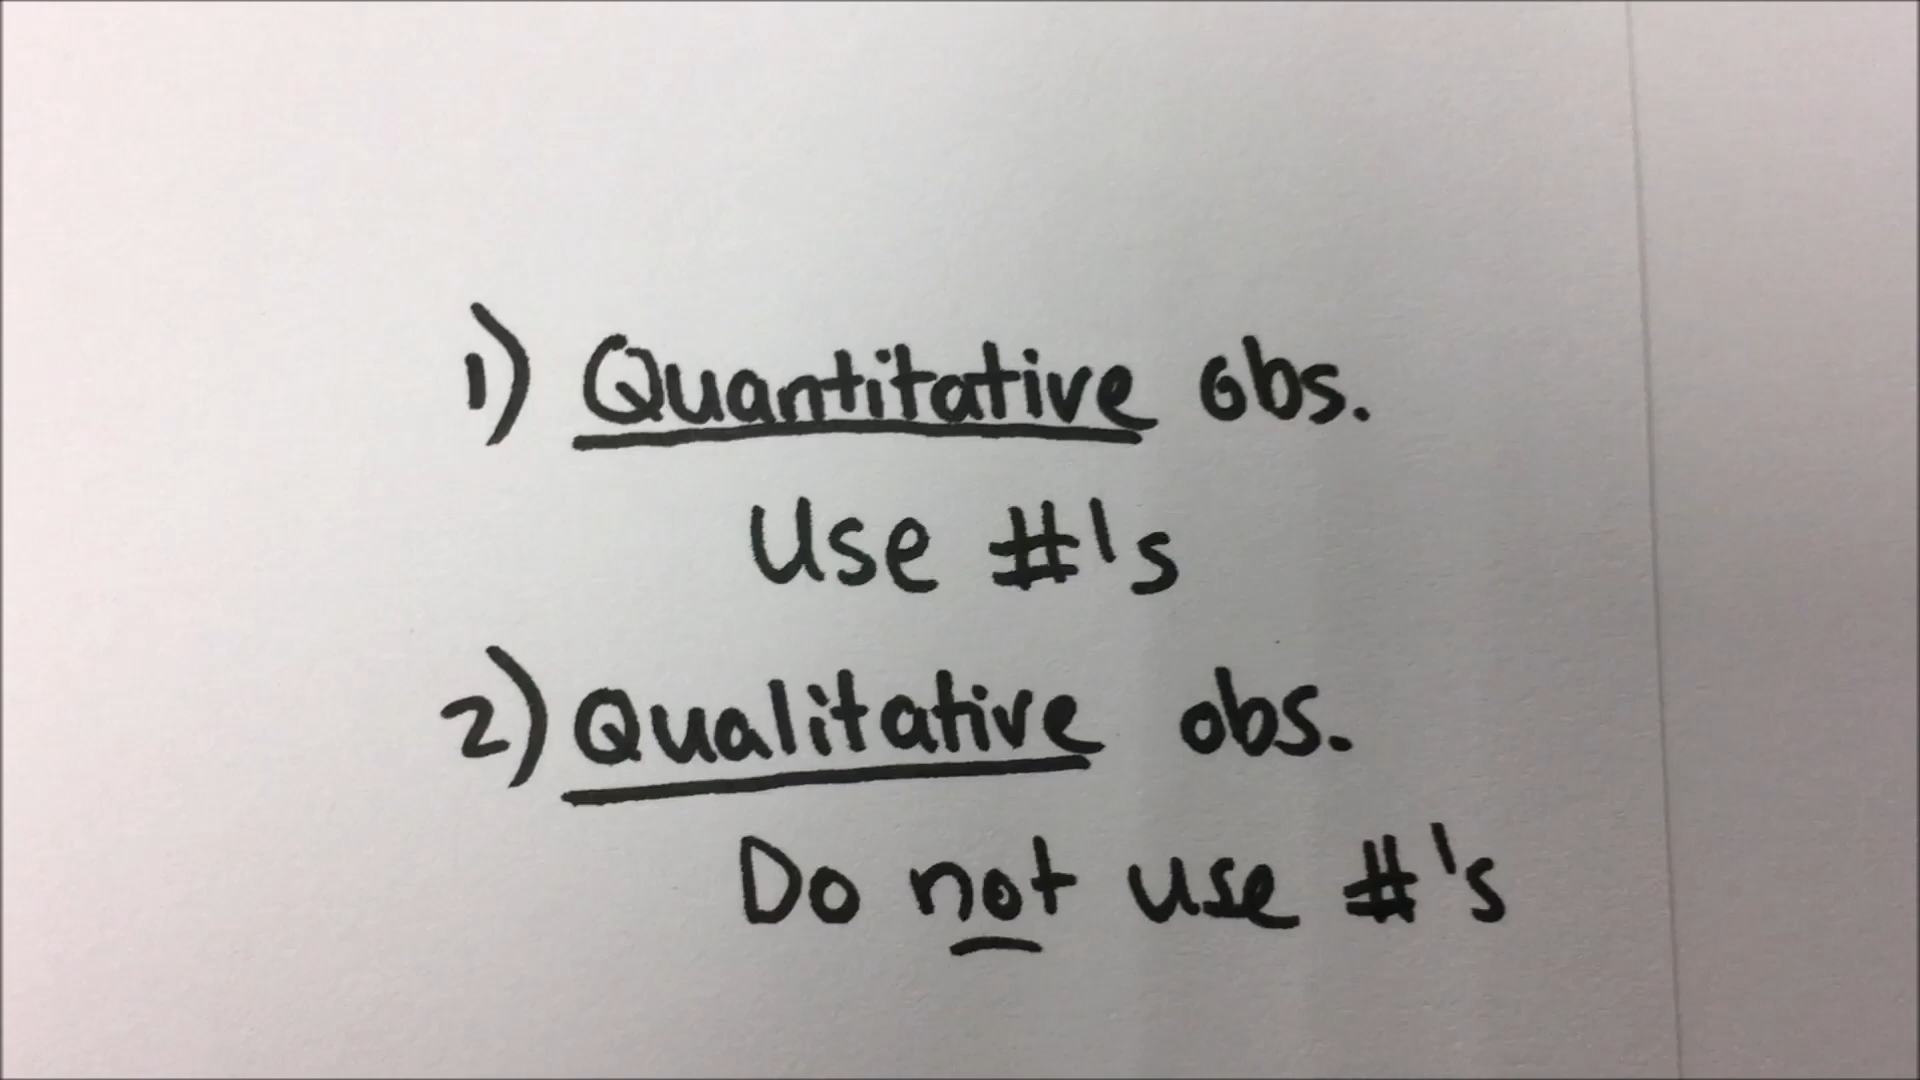 1) Quantitative obs.
Use #'s
2) Qualitative obs.
Do not use #'s